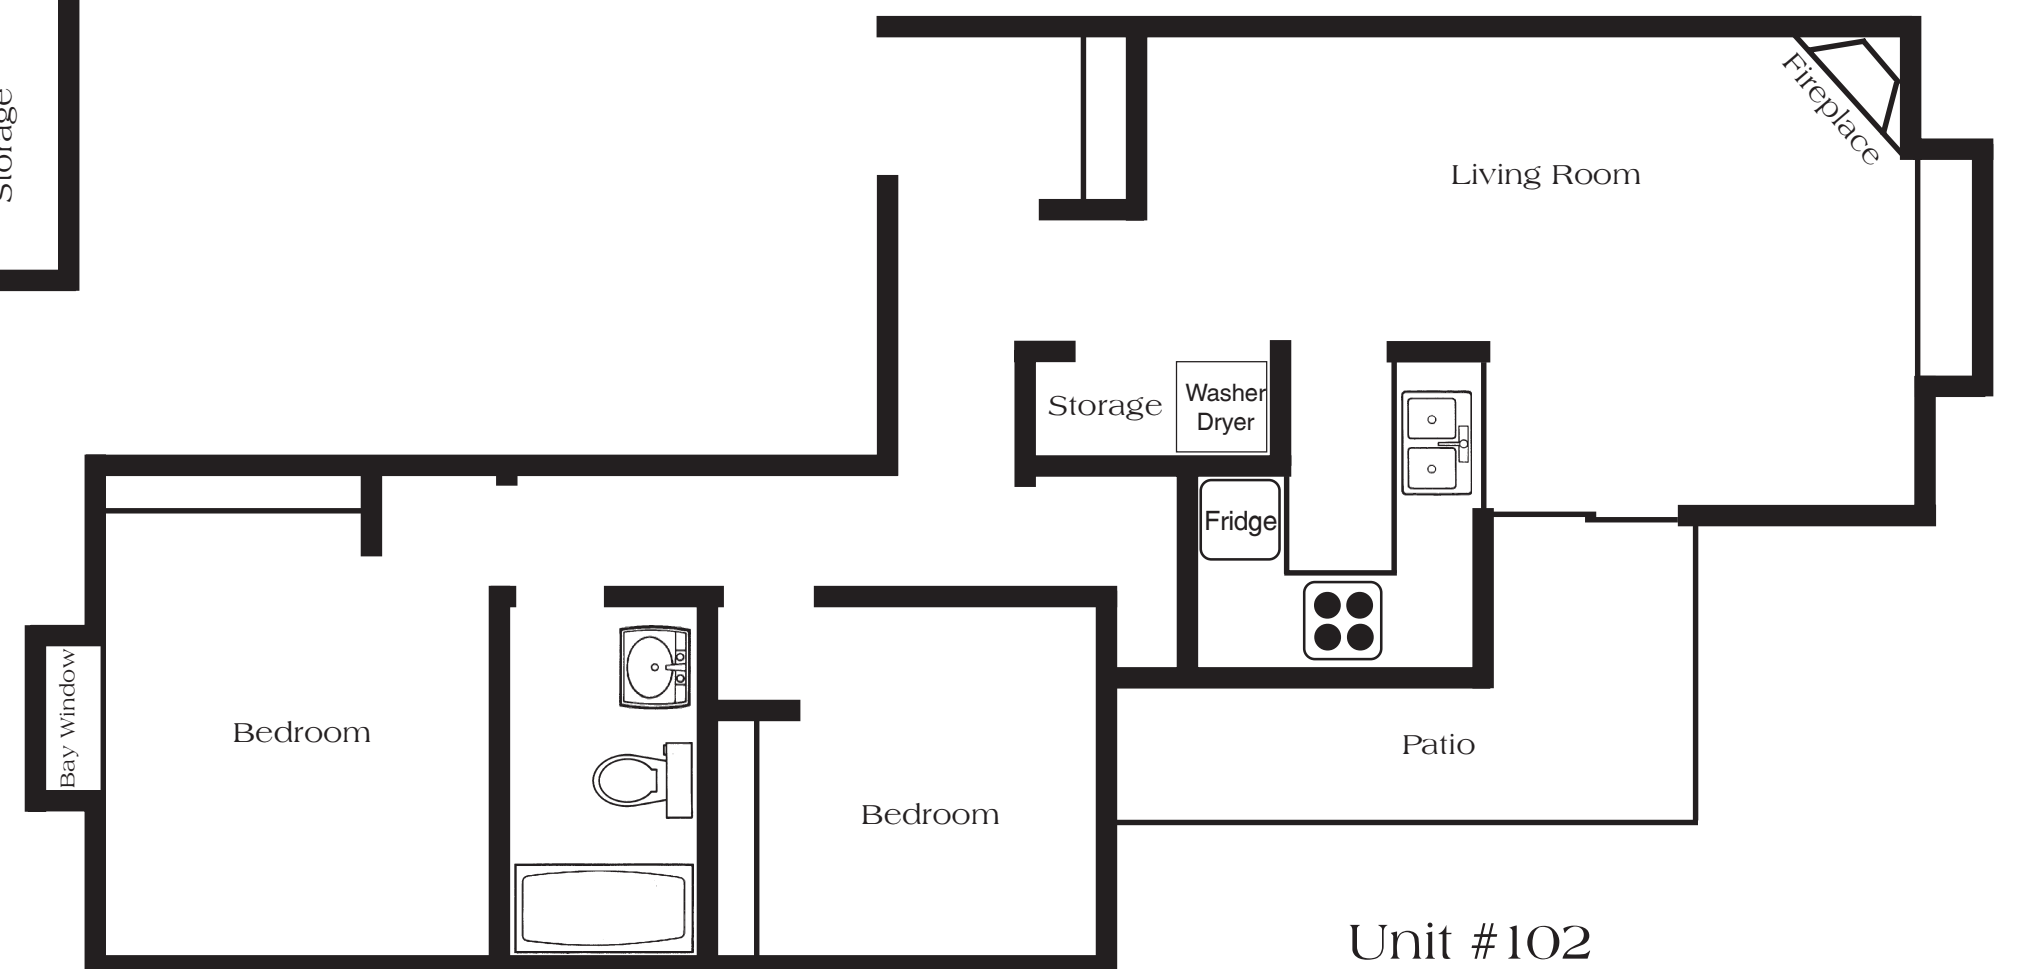 Storage
Fireplace
Living Room
Storage
Washer
Dryer
Fridge
Bay Window
Bedroom
Bedroom
Patio
Unit #102